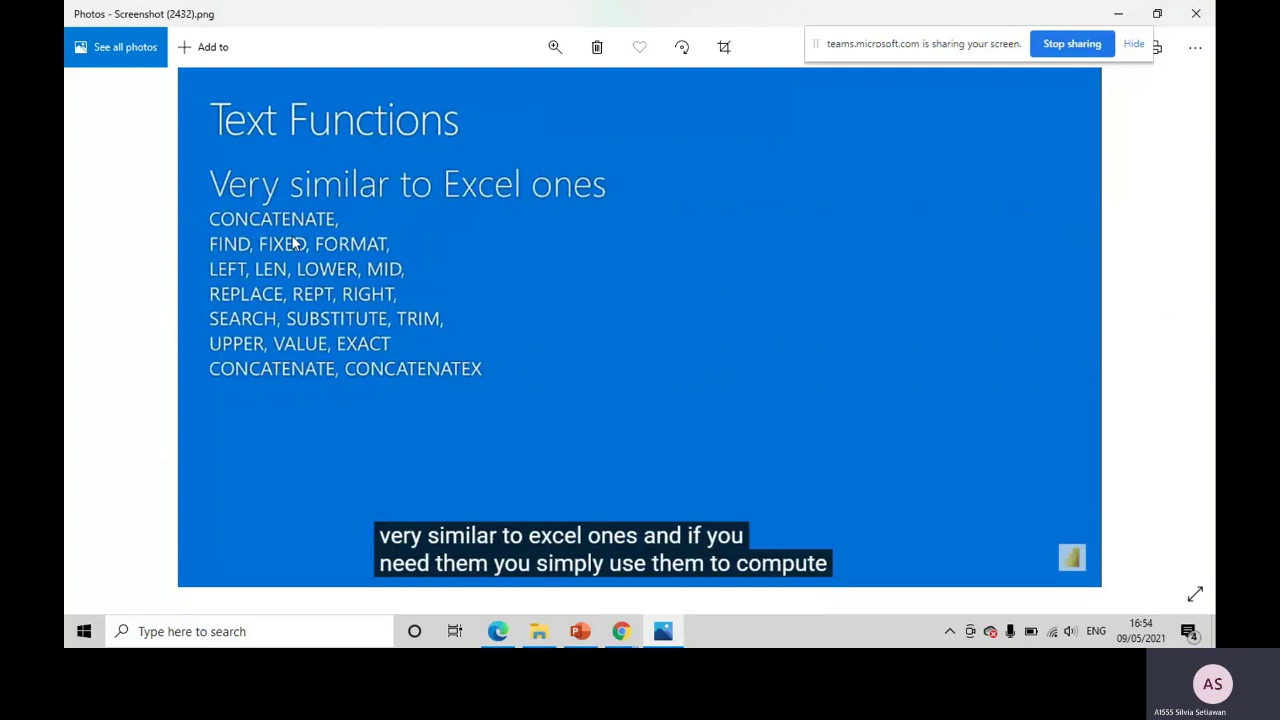 Photos - Screenshot (2432).png
See all photos
Add to
teams.microsoft.com is sharing your screen.
Stop sharing
Hide
Text Functions
Very similar to Excel ones
CONCATENATE,
FIND, FIXED, FORMAT,
LEFT, LEN, LOWER, MID,
REPLACE, REPT, RIGHT,
SEARCH, SUBSTITUTE, TRIM,
UPPER, VALUE, EXACT
CONCATENATE, CONCATENATEX
very similar to excel ones and if you
need them you simply use them to compute
Type here to search
ENG
16:54
09/05/2021
4
AS
A1555 Silvia Setiawan